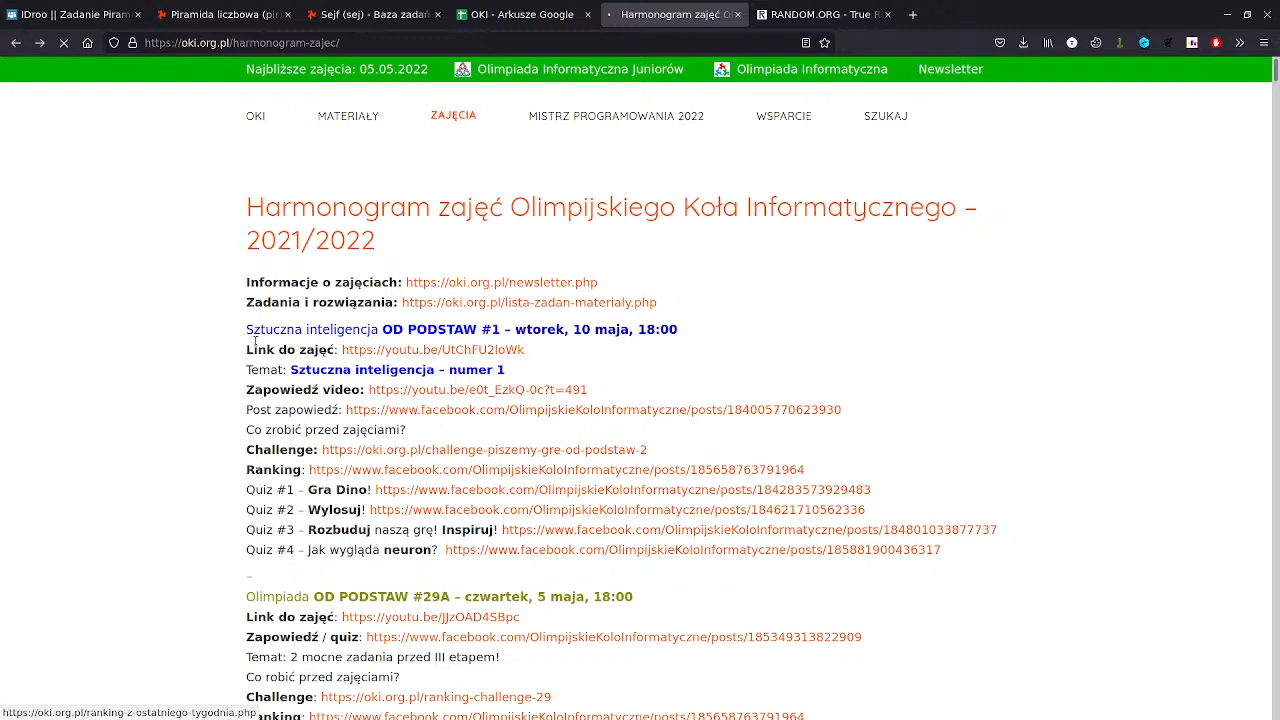 IDroo || Zadanie Piram
Piramida liczbowa (pir)
Sejf (sej) - Baza zadań
OKI - Arkusze Google
Harmonogram zajęć O
RANDOM.ORG - True R
https://oki.org.pl/harmonogram-zajec/
Najbliższe zajęcia: 05.05.2022 Olimpiada Informatyczna Juniorów Olimpiada Informatyczna Newsletter
OKI MATERIAŁY ZAJĘCIA MISTRZ PROGRAMOWANIA 2022 WSPARCIE SZUKAJ
Harmonogram zajęć Olimpijskiego Koła Informatycznego –
2021/2022
Informacje o zajęciach: https://oki.org.pl/newsletter.php
Zadania i rozwiązania: https://oki.org.pl/lista-zadan-materialy.php
Sztuczna inteligencja OD PODSTAW #1 – wtorek, 10 maja, 18:00
Link do zajęć: https://youtu.be/UtChFU2loWk
Temat: Sztuczna inteligencja – numer 1
Zapowiedź video: https://youtu.be/e0t_EzkQ-0c?t=491
Post zapowiedź: https://www.facebook.com/OlimpijskieKoloInformatyczne/posts/184005770623930
Co zrobić przed zajęciami?
Challenge: https://oki.org.pl/challenge-piszemy-gre-od-podstaw-2
Ranking: https://www.facebook.com/OlimpijskieKoloInformatyczne/posts/185658763791964
Quiz #1 – Gra Dino! https://www.facebook.com/OlimpijskieKoloInformatyczne/posts/184283573929483
Quiz #2 – Wylosuj! https://www.facebook.com/OlimpijskieKoloInformatyczne/posts/184621710562336
Quiz #3 – Rozbuduj naszą grę! Inspiruj! https://www.facebook.com/OlimpijskieKoloInformatyczne/posts/184801033877737
Quiz #4 – Jak wygląda neuron? https://www.facebook.com/OlimpijskieKoloInformatyczne/posts/185881900436317
–
Olimpiada OD PODSTAW #29A – czwartek, 5 maja, 18:00
Link do zajęć: https://youtu.be/JJzOAD4SBpc
Zapowiedź / quiz: https://www.facebook.com/OlimpijskieKoloInformatyczne/posts/185349313822909
Temat: 2 mocne zadania przed III etapem!
Co robić przed zajęciami?
Challenge: https://oki.org.pl/ranking-challenge-29
Ranking: https://www.facebook.com/OlimpijskieKoloInformatyczne/posts/185658763791964
https://oki.org.pl/ranking-z-ostatniego-tygodnia.php